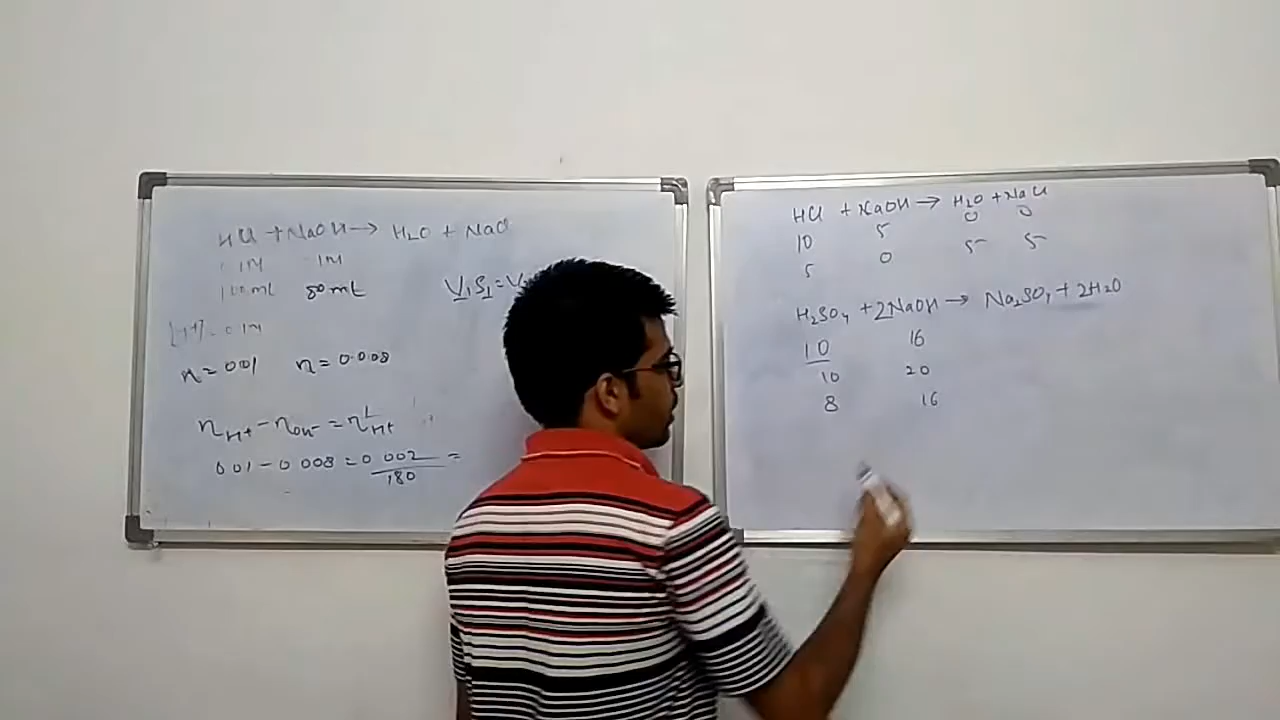 HCl + NaOH → H₂O + NaCl
.1M .1M
100mL 80mL
V₁S₁=V
[H+]=0.1M
n=0.01 n=0.008
nH+ - nOH- = nᴸH+
0.01-0.008=0.002 =
180
HCl + NaOH → H₂O + NaCl
10 5 0 0
5 0 5 5
H₂SO₄ + 2NaOH → Na₂SO₄ + 2H₂O
10 16
10 20
8 16